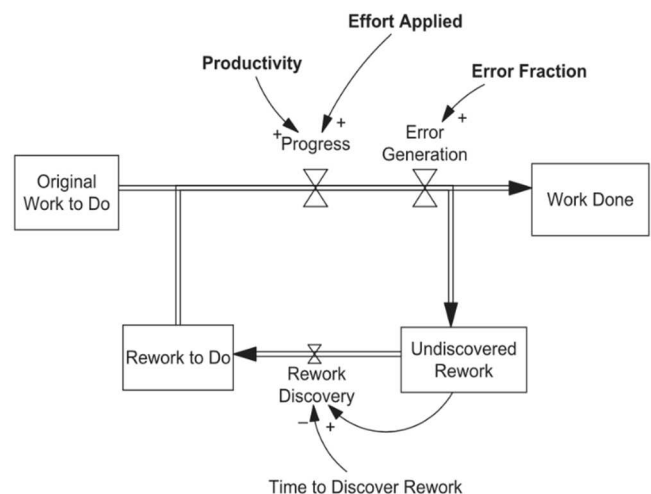 Effort Applied
Productivity
Error Fraction
+
+
+
Progress
Error
Generation
Original
Work to Do
Work Done
Rework to Do
Undiscovered
Rework
Rework
Discovery
–
+
Time to Discover Rework